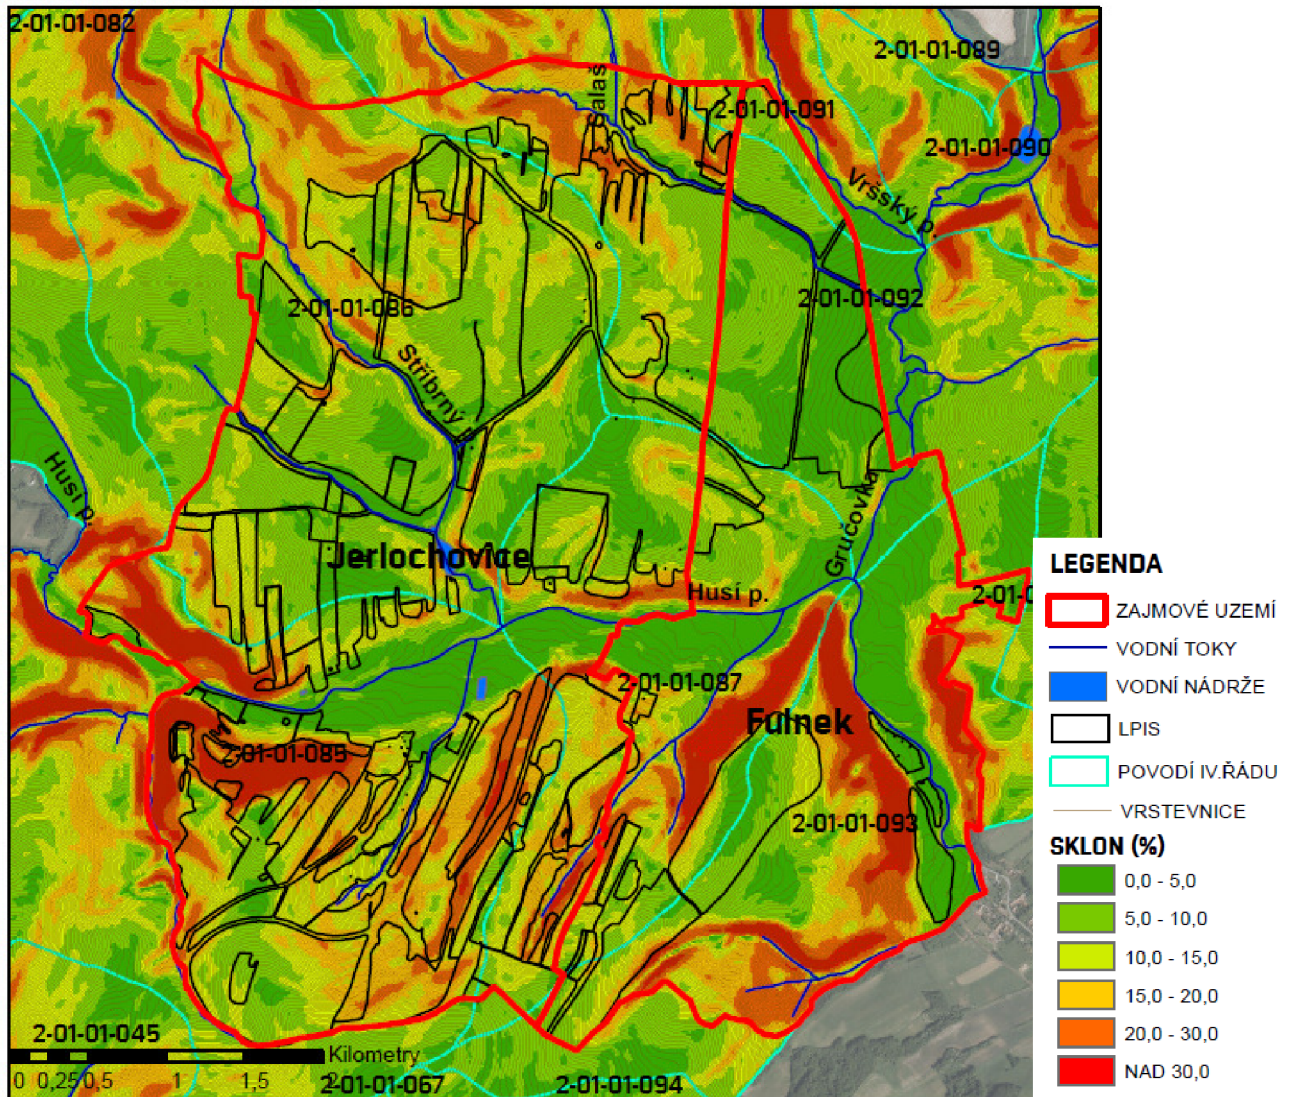 2-01-01-082
Salaš
2-01-01-089
2-01-01-091
2-01-01-090
Vršský p.
2-01-01-086
2-01-01-092
Stříbrný
Husí p.
Gručovka
Jerlochovice
Husí p.
2-01-0
2-01-01-087
Fulnek
2-01-01-085
2-01-01-093
2-01-01-045
Kilometry
0 0,25 0,5 1 1,5 2
2-01-01-067
2-01-01-094
LEGENDA
ZAJMOVÉ UZEMÍ
VODNÍ TOKY
VODNÍ NÁDRŽE
LPIS
POVODÍ IV.ŘÁDU
VRSTEVNICE
SKLON (%)
0,0 - 5,0
5,0 - 10,0
10,0 - 15,0
15,0 - 20,0
20,0 - 30,0
NAD 30,0